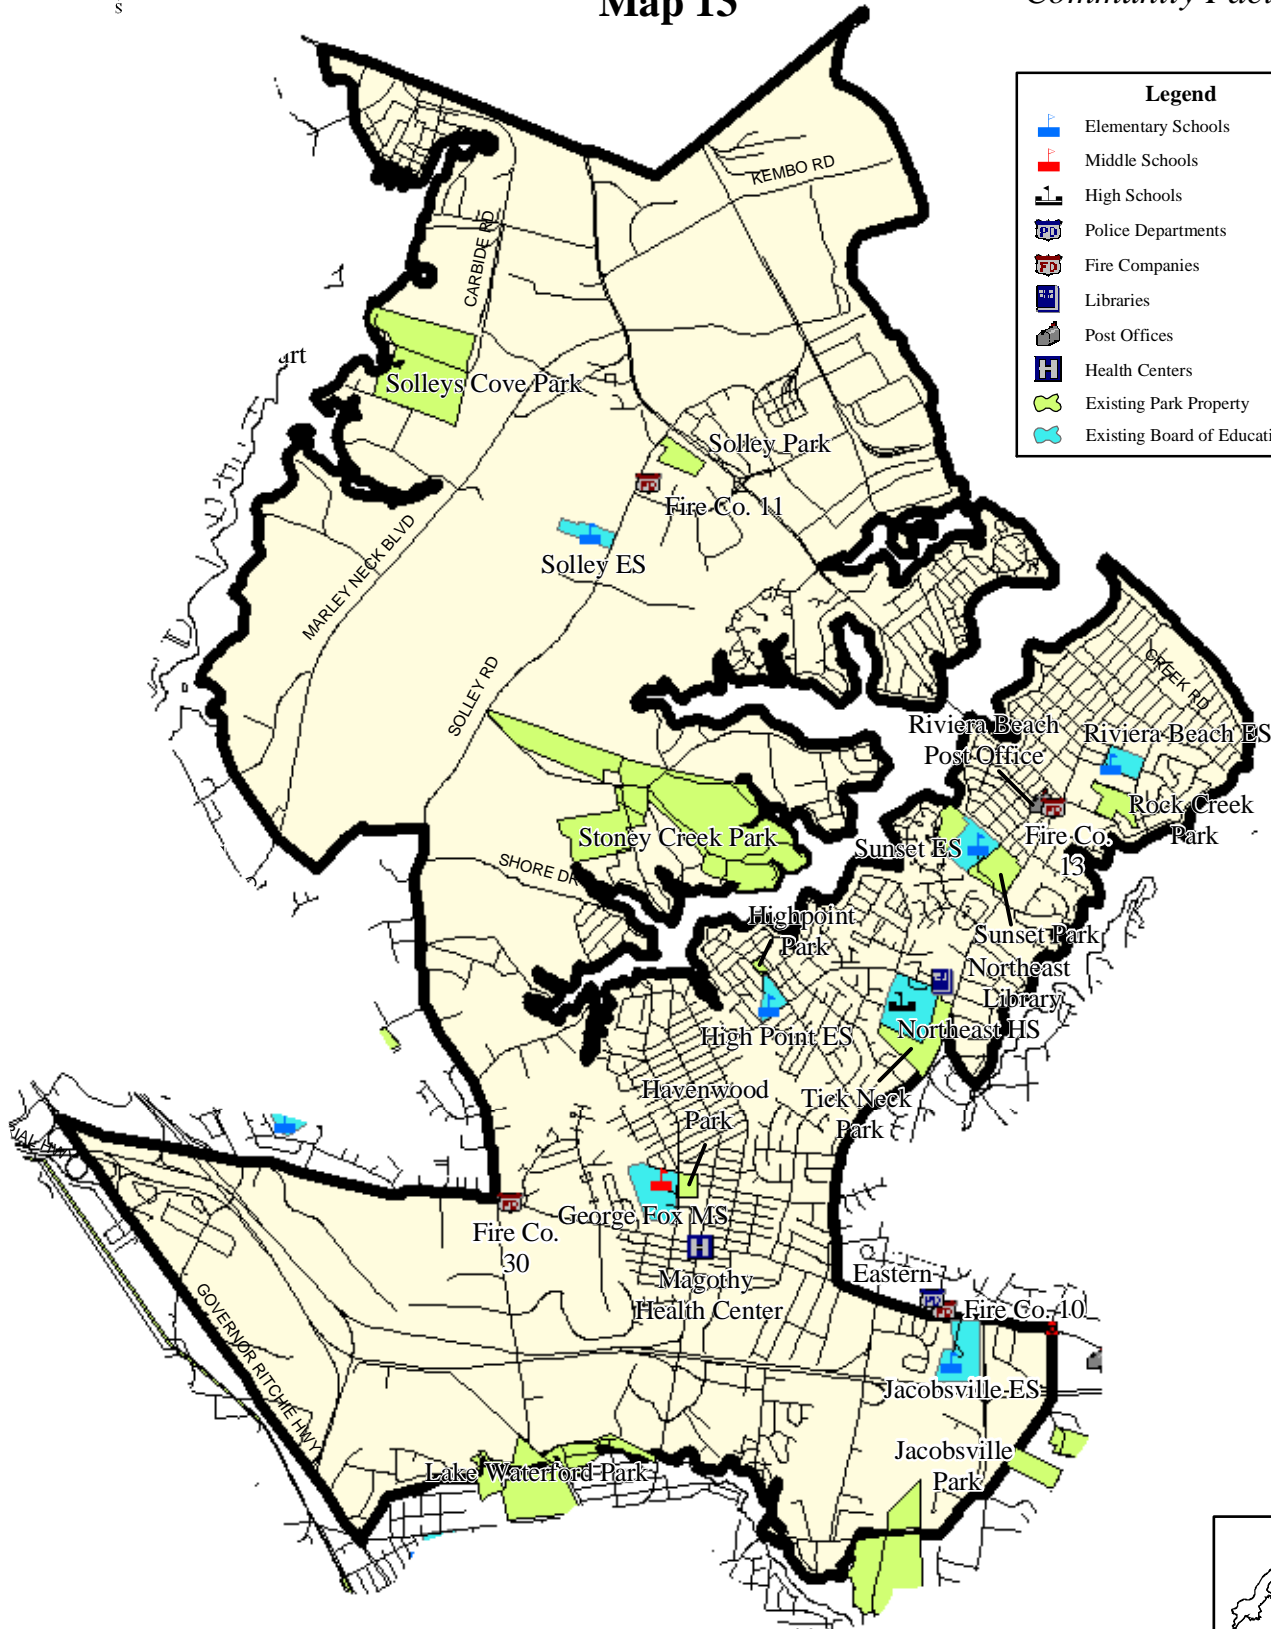 s
Map 13
Legend
Elementary Schools
Middle Schools
High Schools
Police Departments
Fire Companies
Libraries
Post Offices
Health Centers
Existing Park Property
Existing Board of Educati
KEMBO RD
CARBIDE RD
Solleys Cove Park
Solley Park
Fire Co. 11
Solley ES
MARLEY NECK BLVD
SOLLEY RD
CREEK RD
Riviera Beach
Post Office
Riviera Beach ES
Rock Creek
Park
Fire Co.
13
Stoney Creek Park
Sunset ES
SHORE DR
Highpoint
Park
Sunset Park
Northeast
Library
Northeast HS
High Point ES
Havenwood
Park
Tick Neck
Park
George Fox MS
Fire Co.
30
Magothy
Health Center
Eastern
Fire Co. 10
GOVERNOR RITCHIE HWY
Jacobsville ES
Jacobsville
Park
Lake Waterford Park